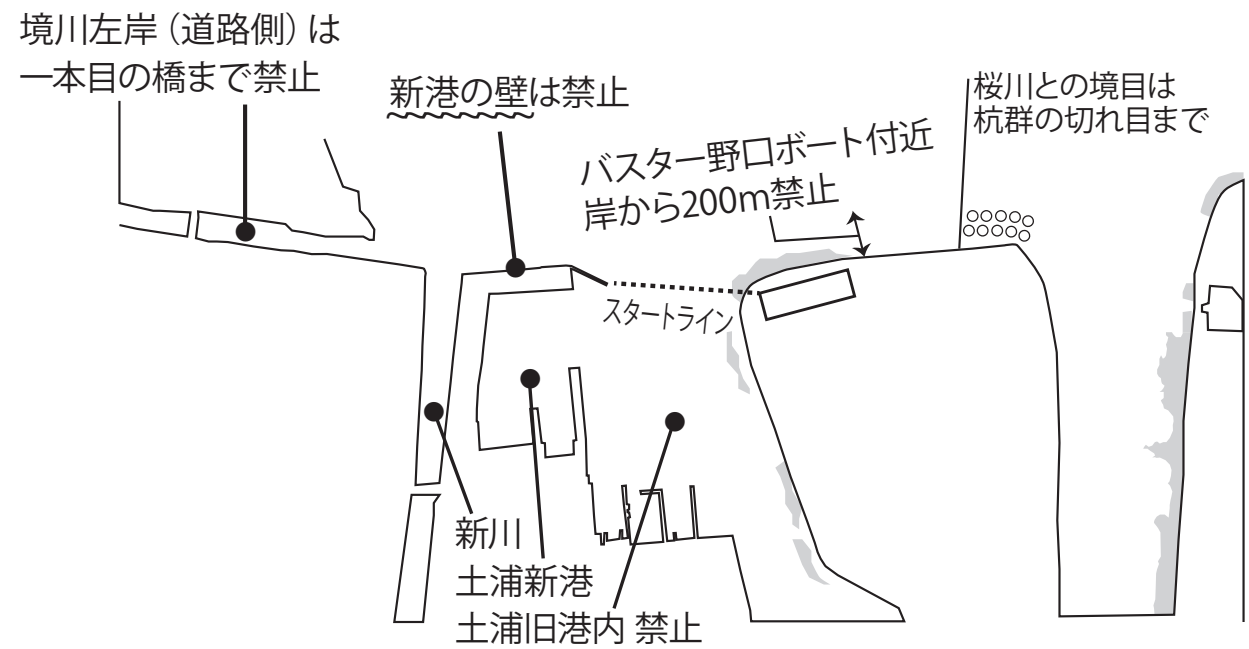 境川左岸（道路側）は
一本目の橋まで禁止
新港の壁は禁止
桜川との境目は
杭群の切れ目まで
バスター野口ボート付近
岸から200m禁止
スタートライン
新川
土浦新港
土浦旧港内 禁止